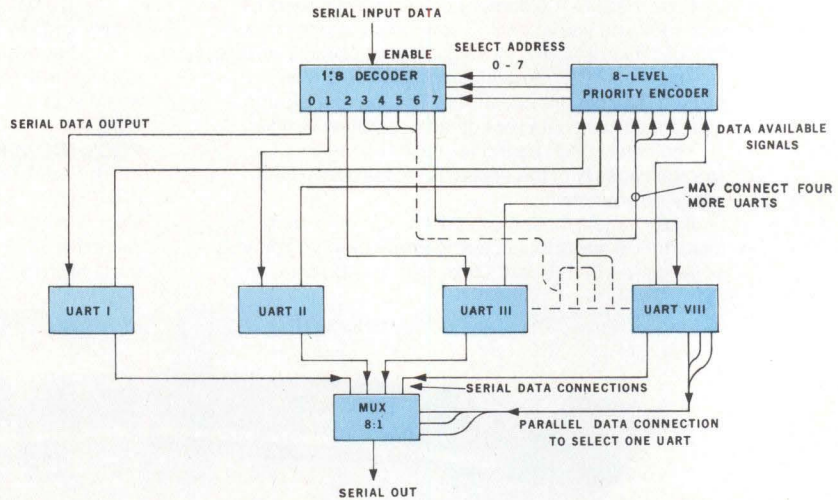 SERIAL INPUT DATA
ENABLE
SELECT ADDRESS
0 - 7
1:8 DECODER
0 1 2 3 4 5 6 7
8-LEVEL
PRIORITY ENCODER
SERIAL DATA OUTPUT
DATA AVAILABLE
SIGNALS
MAY CONNECT FOUR
MORE UARTS
UART I
UART II
UART III
UART VIII
SERIAL DATA CONNECTIONS
MUX
8:1
PARALLEL DATA CONNECTION
TO SELECT ONE UART
SERIAL OUT